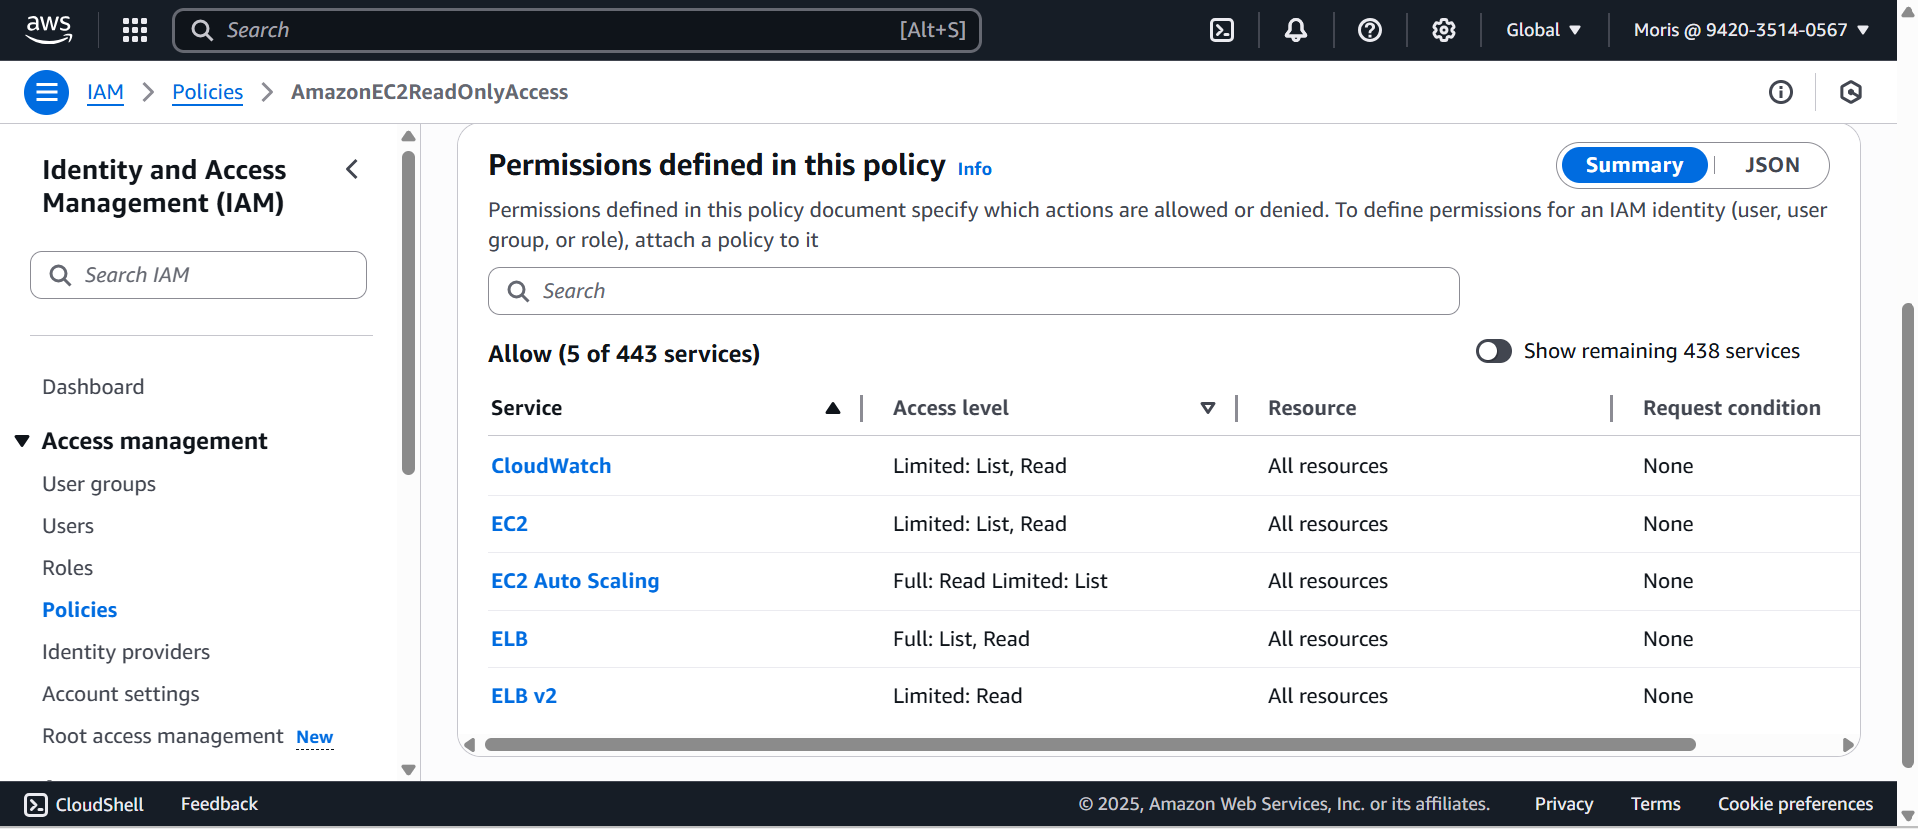 aws
Search [Alt+S]
Global
Moris @ 9420-3514-0567
IAM
Policies
AmazonEC2ReadOnlyAccess
Identity and Access
Management (IAM)
Search IAM
Dashboard
Access management
User groups
Users
Roles
Policies
Identity providers
Account settings
Root access management New
Permissions defined in this policy Info
Summary
JSON
Permissions defined in this policy document specify which actions are allowed or denied. To define permissions for an IAM identity (user, user
group, or role), attach a policy to it
Search
Allow (5 of 443 services)
Show remaining 438 services
Service Access level Resource Request condition
CloudWatch Limited: List, Read All resources None
EC2 Limited: List, Read All resources None
EC2 Auto Scaling Full: Read Limited: List All resources None
ELB Full: List, Read All resources None
ELB v2 Limited: Read All resources None
CloudShell Feedback © 2025, Amazon Web Services, Inc. or its affiliates. Privacy Terms Cookie preferences